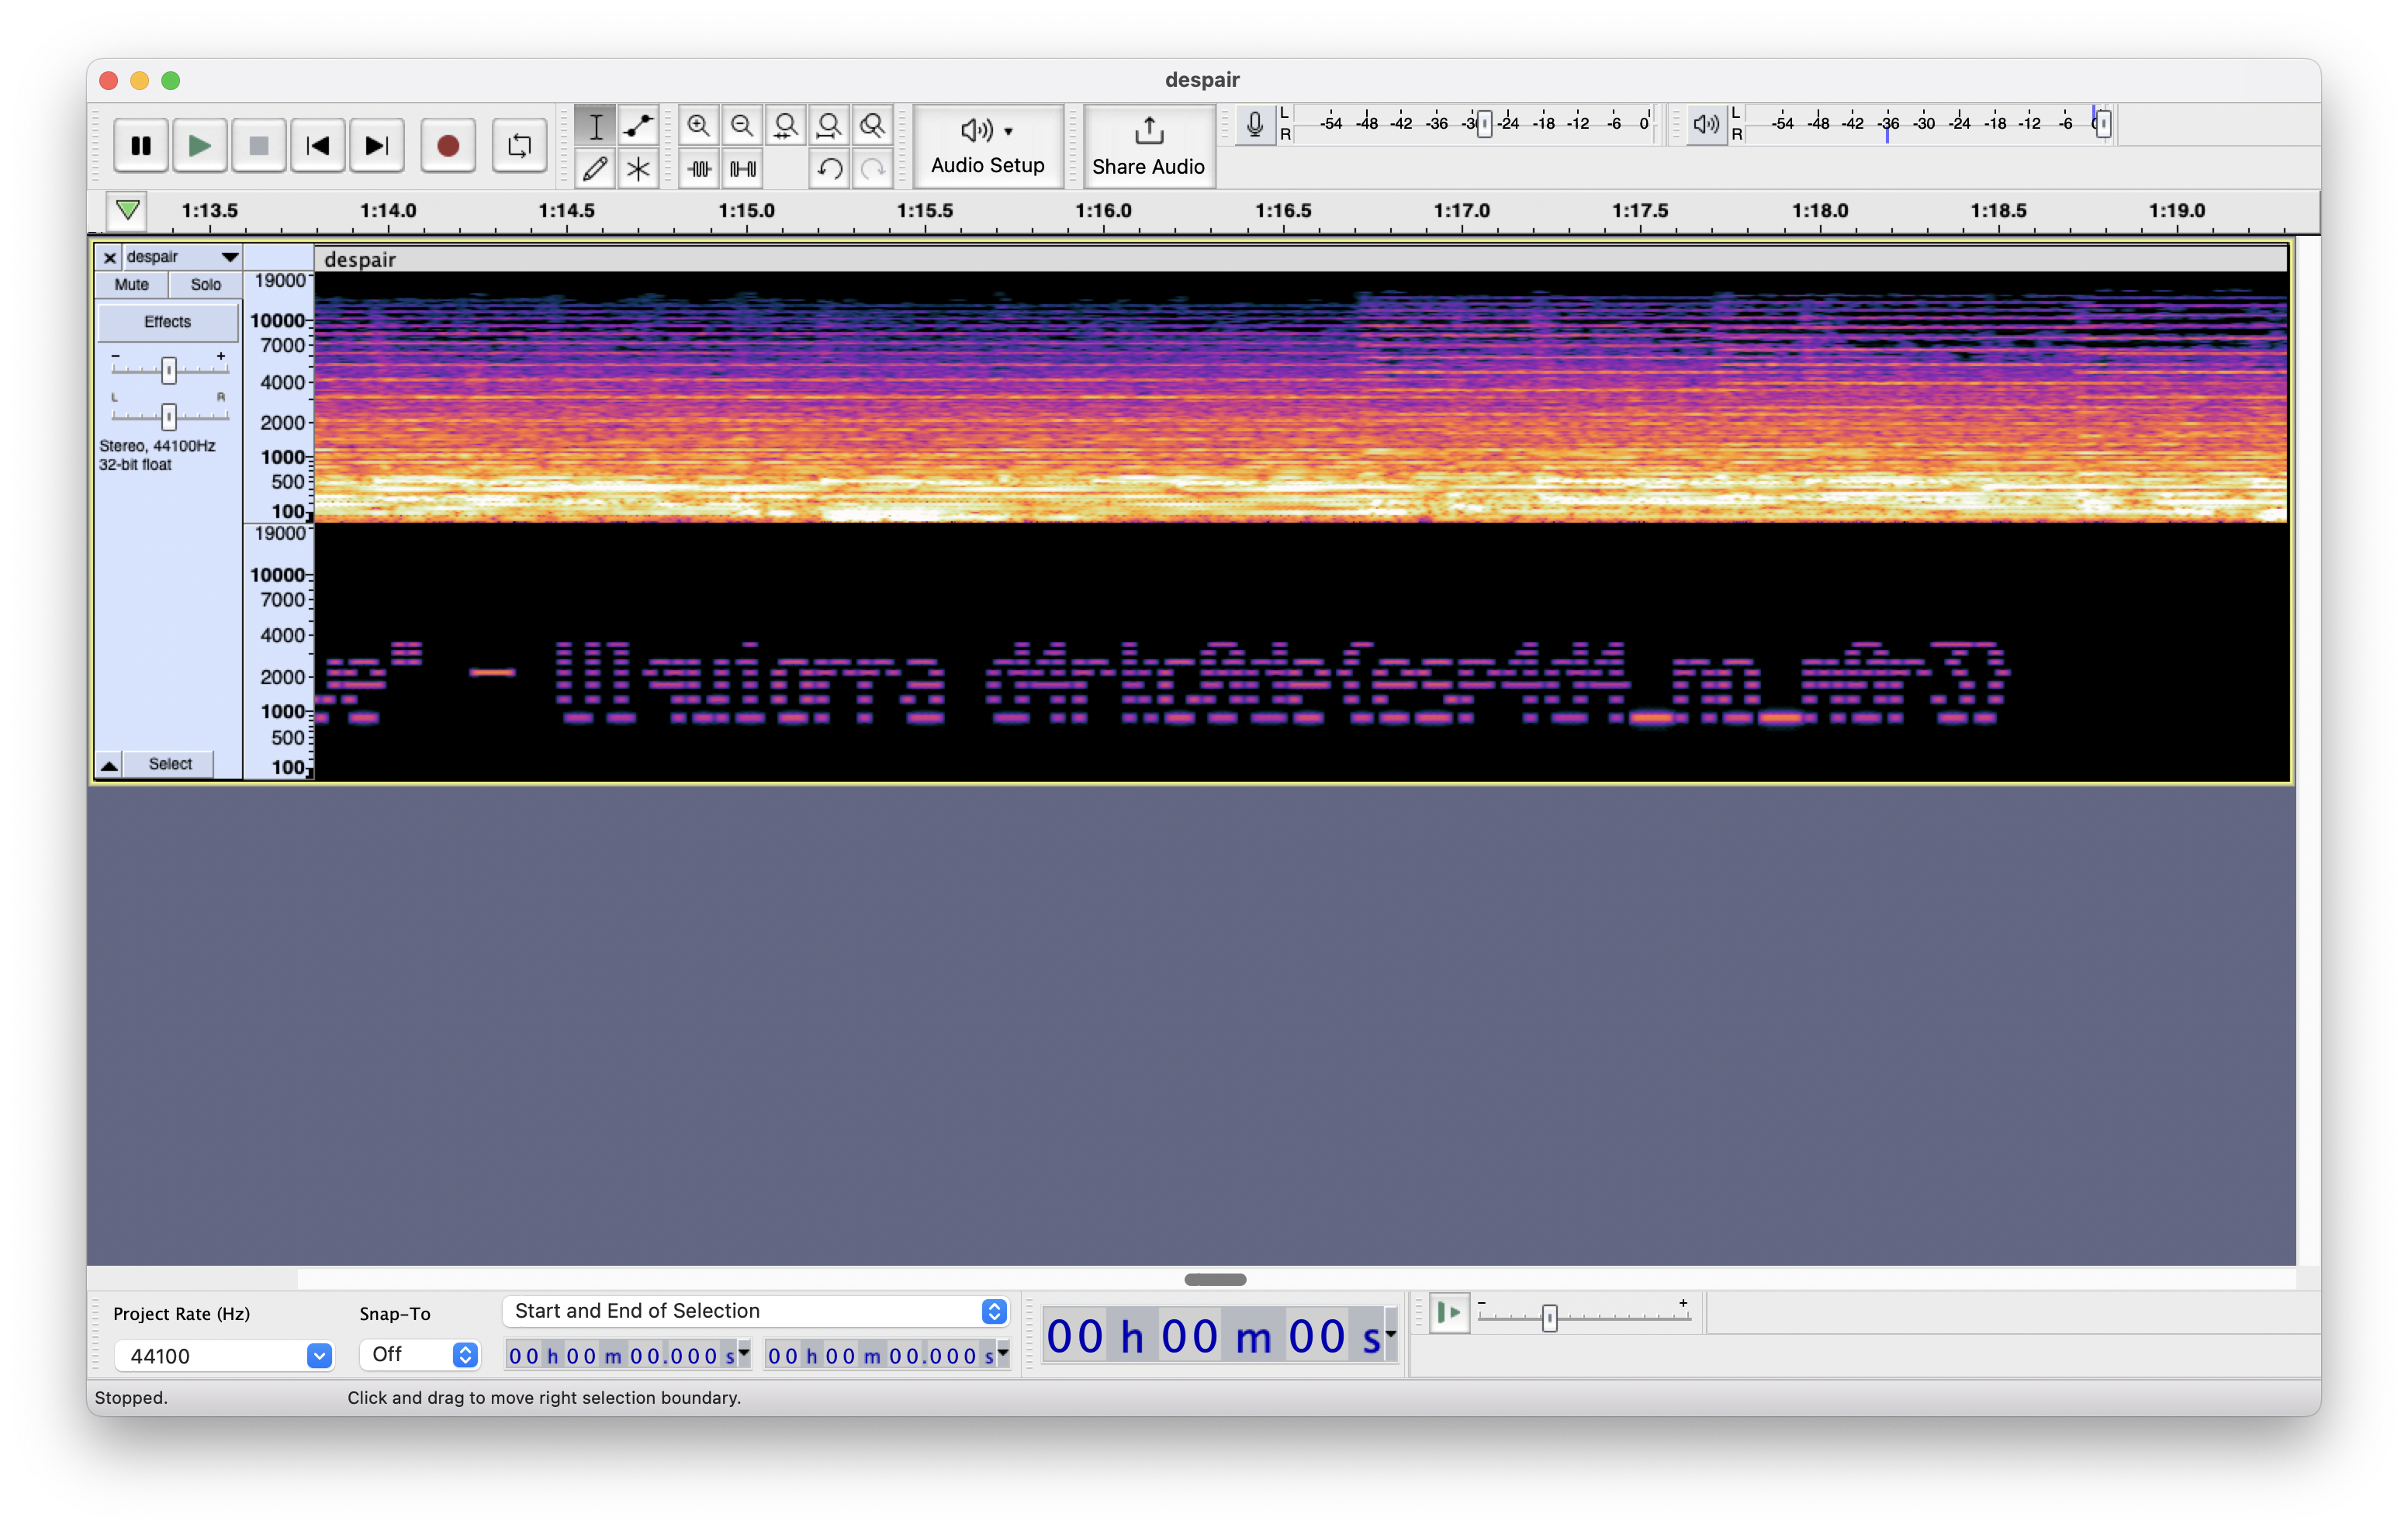 despair
Audio Setup
Share Audio
L R -54 -48 -42 -36 -24 -18 -12 -6 0
L R -54 -48 -42 -36 -30 -24 -18 -12 -6
1:13.5 1:14.0 1:14.5 1:15.0 1:15.5 1:16.0 1:16.5 1:17.0 1:17.5 1:18.0 1:18.5 1:19.0
despair
despair
Mute Solo
Effects
- +
L R
Stereo, 44100Hz
32-bit float
Select
19000
10000
7000
4000
2000
1000
500
100
19000
10000
7000
4000
2000
1000
500
100
e" - Ulquiorra
Project Rate (Hz)
Snap-To
Start and End of Selection
44100
Off
00 h 00 m 00.000 s
00 h 00 m 00.000 s
00 h 00 m 00 s
- +
Stopped.
Click and drag to move right selection boundary.